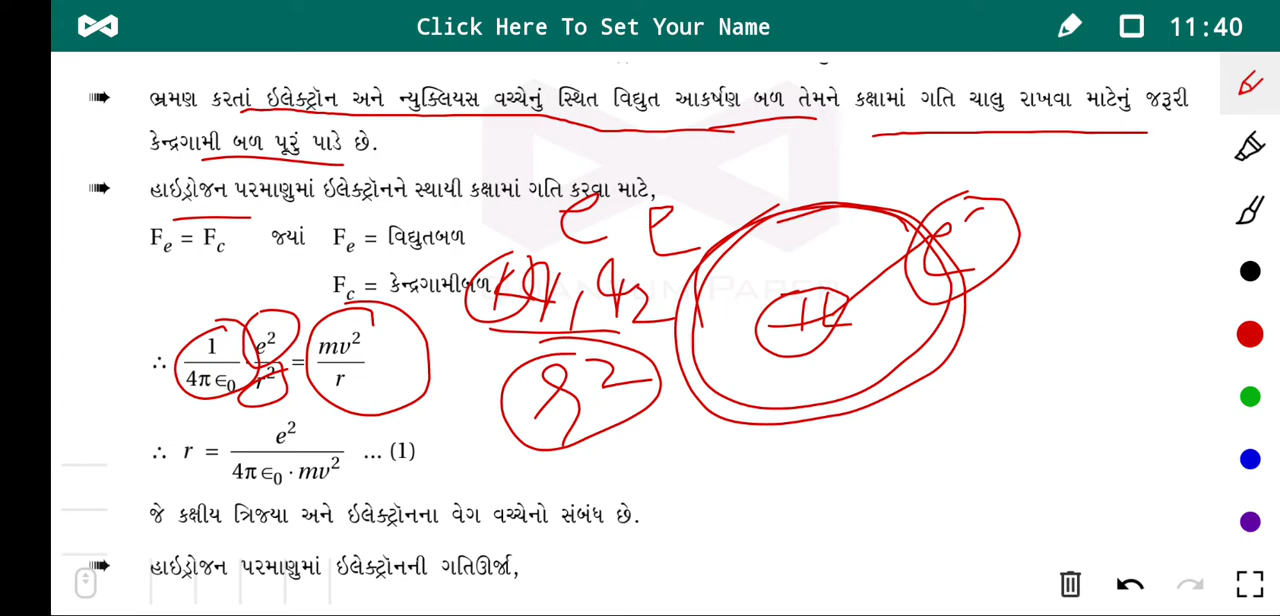 Click Here To Set Your Name
11:40
ભ્રમણ કરતાં ઇલેક્ટ્રૉન અને ન્યુક્લિયસ વચ્ચેનું સ્થિત વિદ્યુત આકર્ષણ બળ તેમને કક્ષામાં ગતિ ચાલુ રાખવા માટેનું જરૂરી
કેન્દ્રગામી બળ પૂરું પાડે છે.
હાઇડ્રોજન પરમાણુમાં ઇલેક્ટ્રૉનને સ્થાયી કક્ષામાં ગતિ કરવા માટે,
Fe = Fc જ્યાં Fe = વિદ્યુતબળ
Fc = કેન્દ્રગામીબળ
∴ 1/4π∈0 · e²/r² = mv²/r
∴ r = e²/4π∈0 · mv² ... (1)
જે કક્ષીય ત્રિજ્યા અને ઇલેક્ટ્રૉનના વેગ વચ્ચેનો સંબંધ છે.
હાઇડ્રોજન પરમાણુમાં ઇલેક્ટ્રૉનની ગતિઊર્જા,